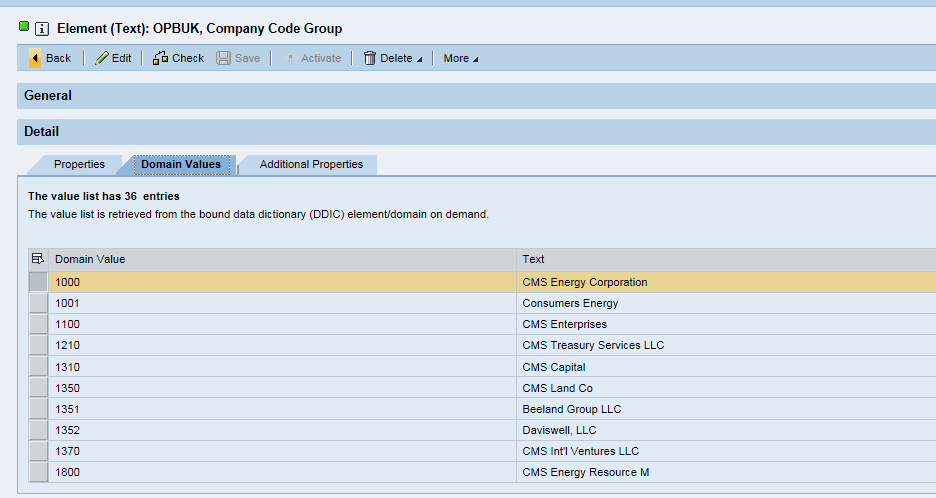 Element (Text): OPBUK, Company Code Group
Back Edit Check Save Activate Delete More
General
Detail
Properties Domain Values Additional Properties
The value list has 36 entries
The value list is retrieved from the bound data dictionary (DDIC) element/domain on demand.
Domain Value Text
1000 CMS Energy Corporation
1001 Consumers Energy
1100 CMS Enterprises
1210 CMS Treasury Services LLC
1310 CMS Capital
1350 CMS Land Co
1351 Beeland Group LLC
1352 Daviswell, LLC
1370 CMS Int'l Ventures LLC
1800 CMS Energy Resource M